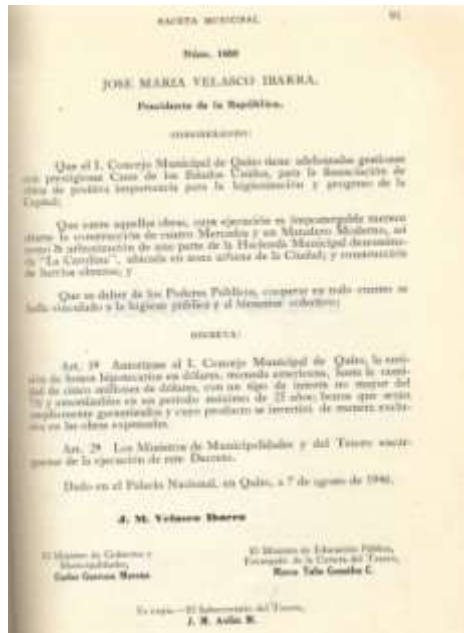 GACETA MUNICIPAL 91
Núm. 1660
JOSE MARIA VELASCO IBARRA,
Presidente de la República,
CONSIDERANDO:
Que el I. Concejo Municipal de Quito tiene adelantadas gestiones
con prestigiosas Casas de los Estados Unidos, para la financiación de
obras de positiva importancia para la higienización y progreso de la
Capital;
Que entre aquellas obras, cuya ejecución es impostergable merece
la construcción de cuatro Mercados y un Matadero Moderno, así
como la urbanización de una parte de la Hacienda Municipal denomina-
da "La Carolina", ubicada en zona urbana de la Ciudad; y construcción
de barrios obreros; y
Que es deber de los Poderes Públicos, cooperar en todo cuanto se
halla vinculado a la higiene pública y al bienestar colectivo;
DECRETA:
Art. 1º Autorízase al I. Concejo Municipal de Quito, la emi-
sión de bonos hipotecarios en dólares, moneda americana, hasta la canti-
dad de cinco millones de dólares, con un tipo de interés no mayor del
y amortizables en un período máximo de 25 años; bonos que serán
ampliamente garantizados y cuyo producto se invertirá de manera exclu-
siva en las obras expresadas.
Art. 2º Los Ministros de Municipalidades y del Tesoro encár-
guense de la ejecución de este Decreto.
Dado en el Palacio Nacional, en Quito, a 7 de agosto de 1946.
J. M. Velasco Ibarra
El Ministro de Gobierno y
Municipalidades,
Carlos Guevara Moreno
El Ministro de Educación Pública,
Encargado de la Cartera del Tesoro,
Es copia.—El Subsecretario del Tesoro,
J. M. Avilés M.